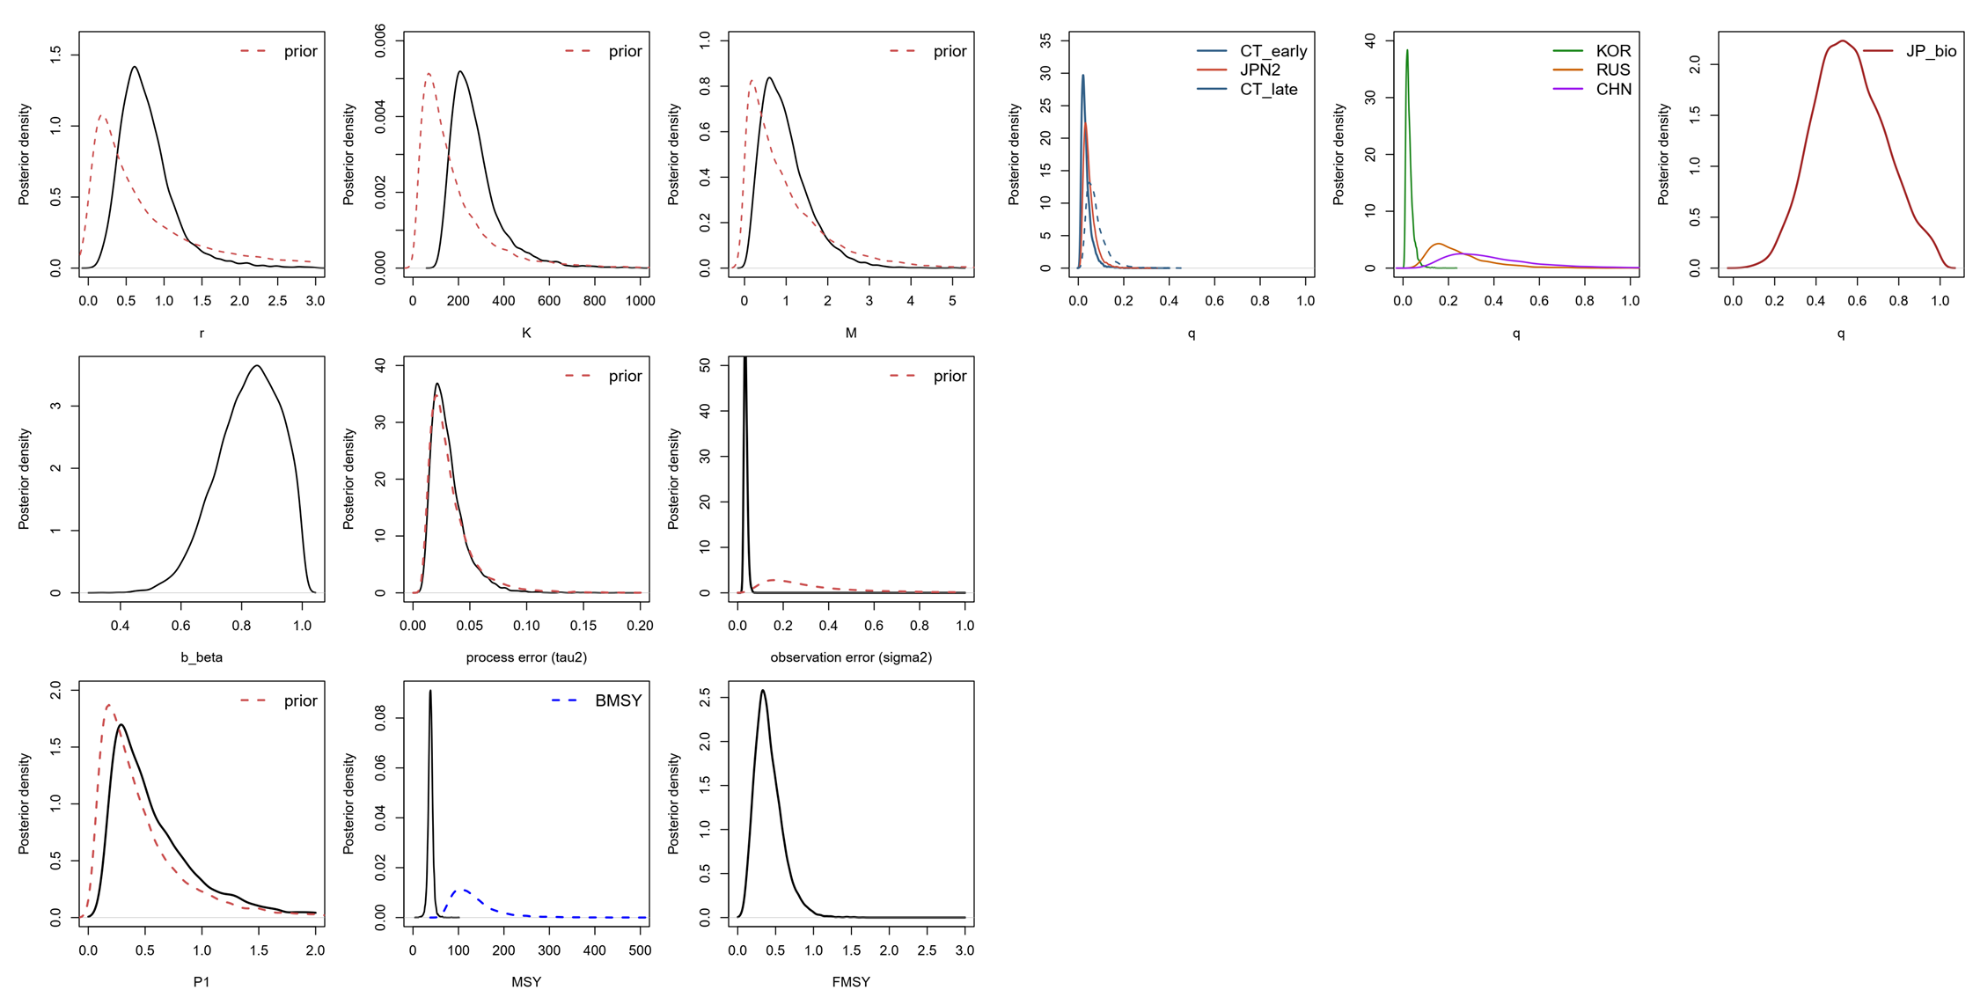 prior
Posterior density
0.0 0.5 1.0 1.5
0.0 0.5 1.0 1.5 2.0 2.5 3.0
r
prior
Posterior density
0.000 0.002 0.004 0.006
0 200 400 600 800 1000
K
prior
Posterior density
0.0 0.2 0.4 0.6 0.8 1.0
0 1 2 3 4 5
M
CT_early
JPN2
CT_late
Posterior density
0 5 10 15 20 25 30 35
0.0 0.2 0.4 0.6 0.8 1.0
q
KOR
RUS
CHN
Posterior density
0 10 20 30 40
0.0 0.2 0.4 0.6 0.8 1.0
q
JP_bio
Posterior density
0.0 0.5 1.0 1.5 2.0
0.0 0.2 0.4 0.6 0.8 1.0
q
Posterior density
0 1 2 3
0.4 0.6 0.8 1.0
b_beta
prior
Posterior density
0 10 20 30 40
0.00 0.05 0.10 0.15 0.20
process error (tau2)
prior
Posterior density
0 10 20 30 40 50
0.0 0.2 0.4 0.6 0.8 1.0
observation error (sigma2)
prior
Posterior density
0.0 0.5 1.0 1.5 2.0
0.0 0.5 1.0 1.5 2.0
P1
BMSY
Posterior density
0.00 0.02 0.04 0.06 0.08
0 100 200 300 400 500
MSY
Posterior density
0.0 0.5 1.0 1.5 2.0 2.5
0.0 0.5 1.0 1.5 2.0 2.5 3.0
FMSY